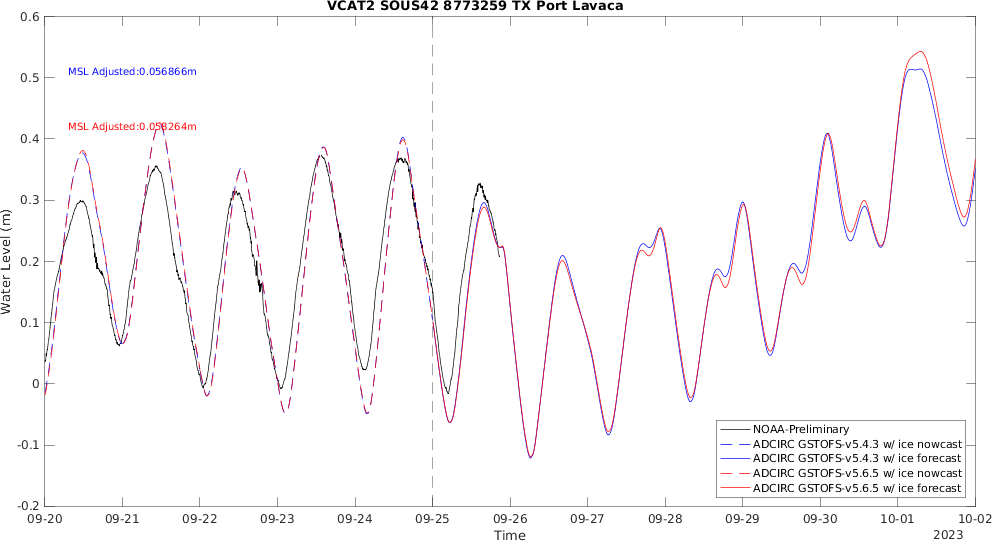 VCAT2 SOUS42 8773259 TX Port Lavaca
0.6
0.5
0.4
0.3
0.2
0.1
0
-0.1
-0.2
Water Level (m)
MSL Adjusted:0.056866m
MSL Adjusted:0.058264m
NOAA-Preliminary
ADCIRC GSTOFS-v5.4.3 w/ ice nowcast
ADCIRC GSTOFS-v5.4.3 w/ ice forecast
ADCIRC GSTOFS-v5.6.5 w/ ice nowcast
ADCIRC GSTOFS-v5.6.5 w/ ice forecast
09-20 09-21 09-22 09-23 09-24 09-25 09-26 09-27 09-28 09-29 09-30 10-01 10-02
Time
2023